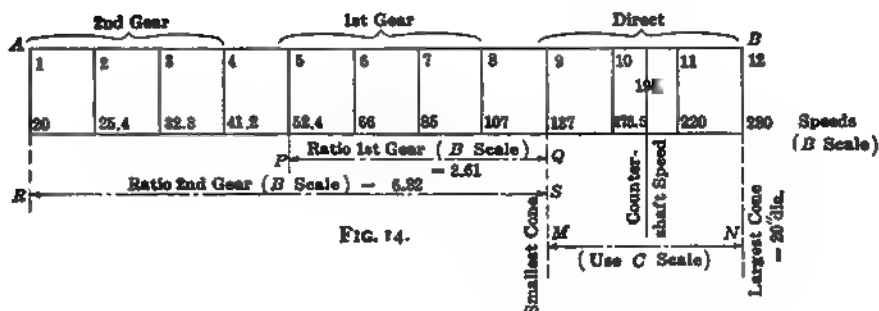 2nd Gear 1st Gear Direct
A B
1 2 3 4 5 6 7 8 9 10 11 12
20 25,4 32.3 41,2 52.4 66 85 107 137 220 280 Speeds
(B Scale)
P Ratio 1st Gear (B Scale) Q
= 2.61
R Ratio 2nd Gear (B Scale) — 6.82 S
Smallest Cone
Counter-
shaft Speed
Largest Cone
= 20" dia.
M N
(Use C Scale)
FIG. 14.